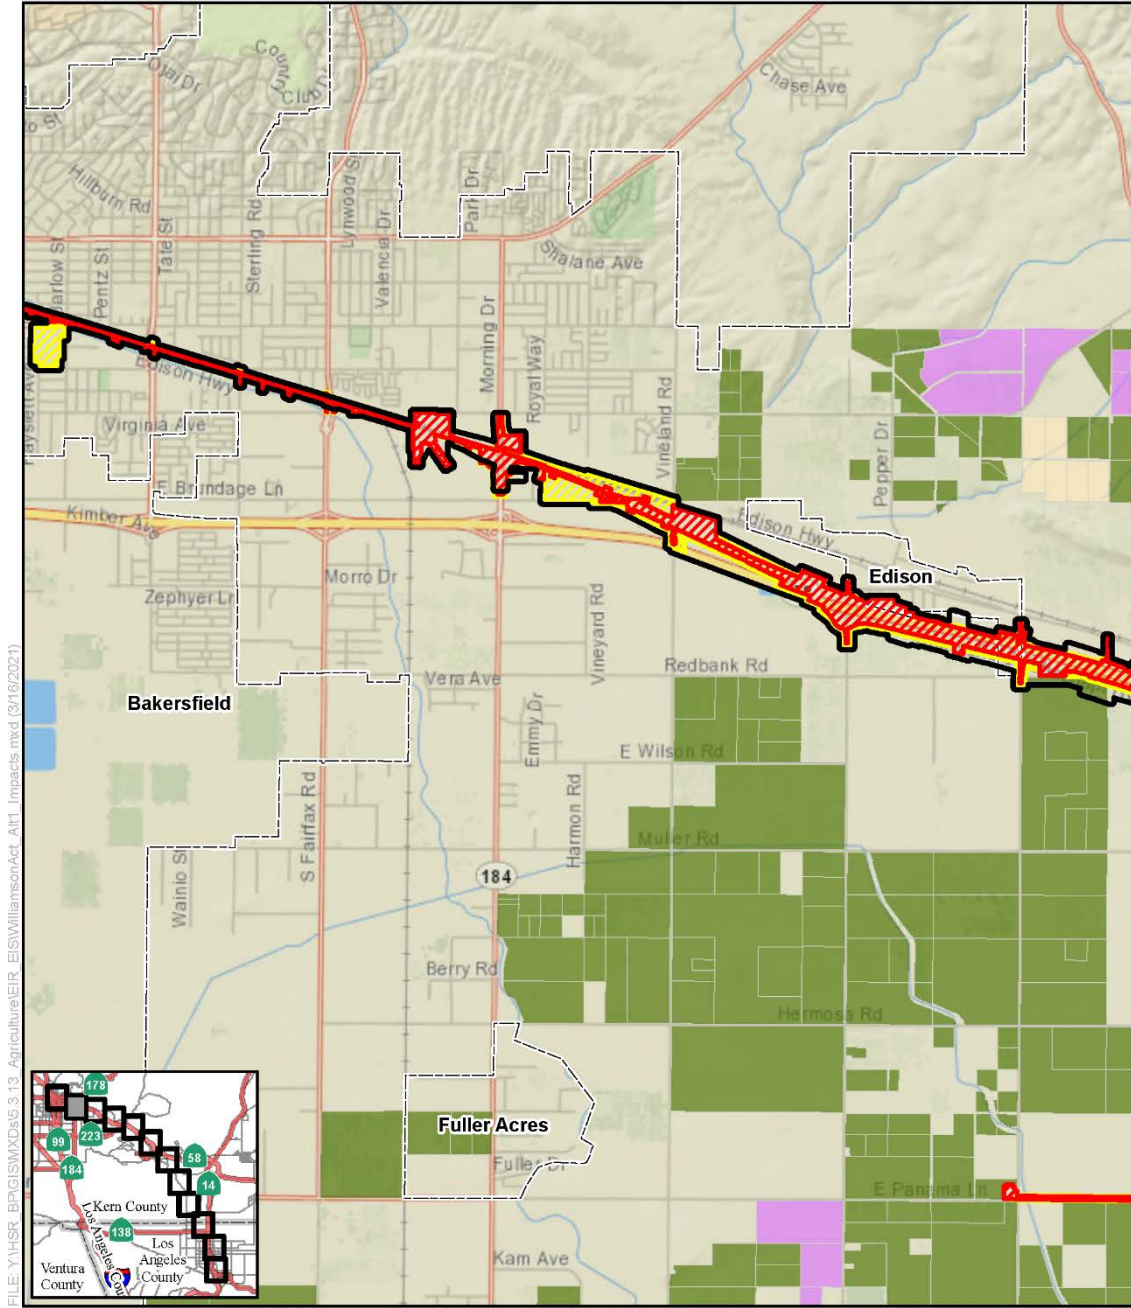 FILE: Y:\HSR_BP\GIS\MXDs\5.3.13_Agriculture\EIR_EIS\WilliamsonAct_Alt1_Impacts.mxd (3/16/2021)
Ojai Dr
Country
Club Dr
Chase Ave
Hillburn Rd
Tate St
Sterling Rd
Lynwood St
Valencia Dr
Park Dr
Shalane Ave
Barlow St
Pentz St
Morning Dr
Royal Way
Vineland Rd
Pepper Dr
Edison Hwy
Virginia Ave
E Brundage Ln
Kimber Ave
Edison Hwy
Edison
Morro Dr
Zephyer Ln
Vineyard Rd
Redbank Rd
Vera Ave
Bakersfield
Emmy Dr
E Wilson Rd
S Fairfax Rd
Harmon Rd
Muller Rd
184
Wainio St
Berry Rd
Hermosa Rd
Fuller Acres
Fuller Dr
E Panama Ln
Kam Ave
178
99
223
58
184
14
Kern County
138
Los Angeles Cou
Los
Angeles
County
Ventura
County